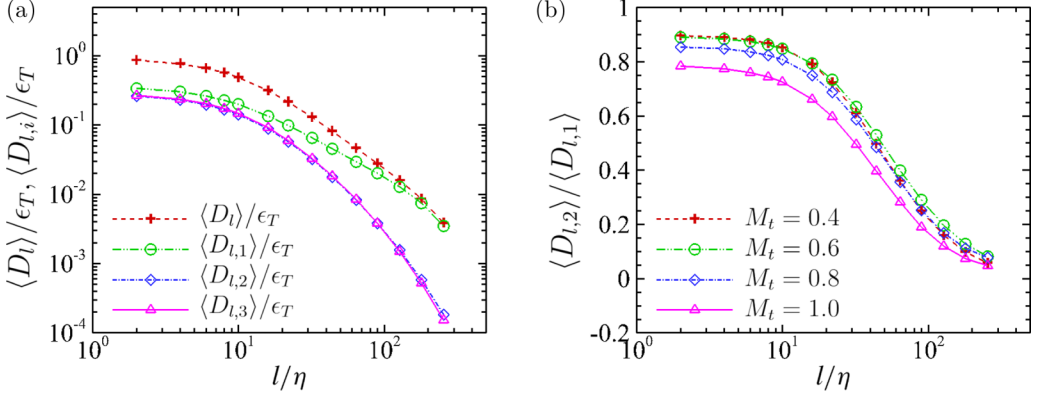 (a)
⟨D_l⟩/ϵ_T, ⟨D_{l,i}⟩/ϵ_T
10^0
10^{-1}
10^{-2}
10^{-3}
10^{-4}
⟨D_l⟩/ϵ_T
⟨D_{l,1}⟩/ϵ_T
⟨D_{l,2}⟩/ϵ_T
⟨D_{l,3}⟩/ϵ_T
10^0 10^1 10^2
l/η
(b)
⟨D_{l,2}⟩/⟨D_{l,1}⟩
1
0.8
0.6
0.4
0.2
0
-0.2
M_t = 0.4
M_t = 0.6
M_t = 0.8
M_t = 1.0
10^0 10^1 10^2
l/η